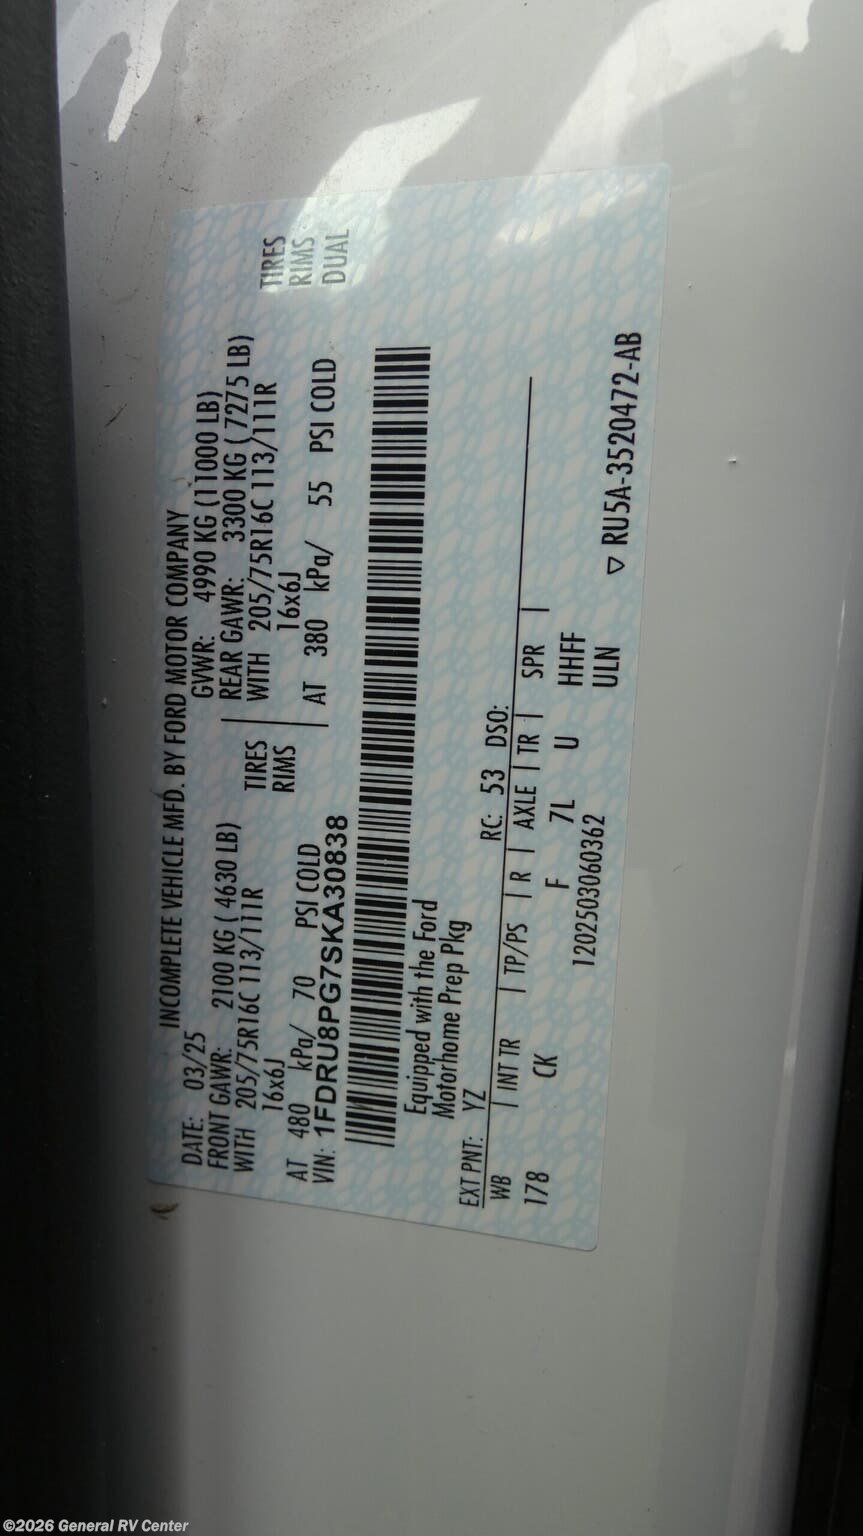 INCOMPLETE VEHICLE MFD. BY FORD MOTOR COMPANY
DATE: 03/25 GVWR: 4990 KG (11000 LB)
FRONT GAWR: 2100 KG ( 4630 LB) REAR GAWR: 3300 KG ( 7275 LB)
WITH 205/75R16C 113/111R TIRES WITH 205/75R16C 113/111R TIRES
16x6J RIMS 16x6J RIMS
AT 480 kPa/ 70 PSI COLD AT 380 kPa/ 55 PSI COLD DUAL
VIN: 1FDRU8PG7SKA30838
Equipped with the Ford
Motorhome Prep Pkg
EXT PNT: YZ RC: 53 DSO:
WB | INT TR | TP/PS | R | AXLE | TR | SPR |
178 CK F 7L U HHFF
1202503060362 ULN
▽ RU5A-3520472-AB
©2026 General RV Center